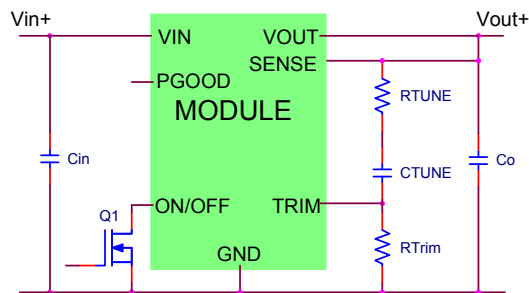 Vin+
Vout+
VIN
VOUT
SENSE
PGOOD
MODULE
RTUNE
Cin
CTUNE
Co
Q1
ON/OFF
TRIM
RTrim
GND